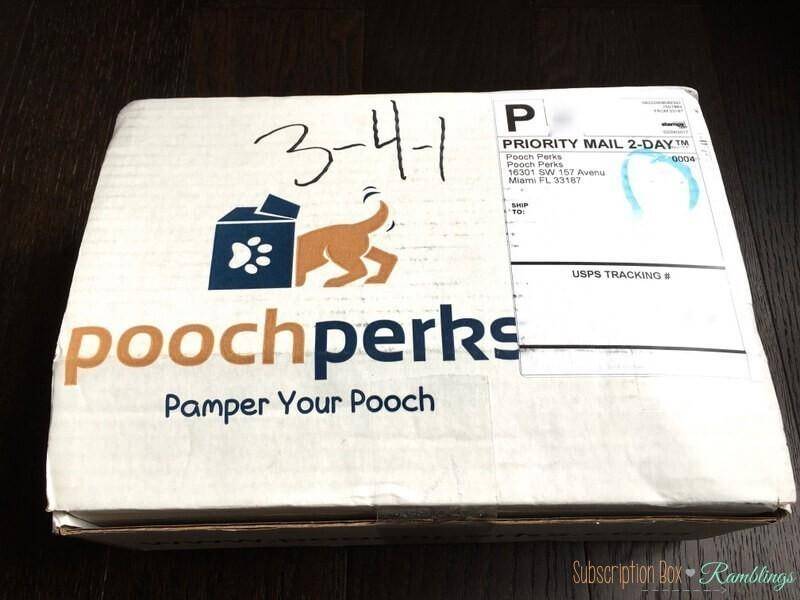 3-4-1
P
stamps
PRIORITY MAIL 2-DAY™
Pooch Perks
Pooch Perks
16301 SW 157 Avenu
Miami FL 33187
0004
SHIP
TO:
USPS TRACKING #
poochperks
Pamper Your Pooch
Subscription Box Ramblings